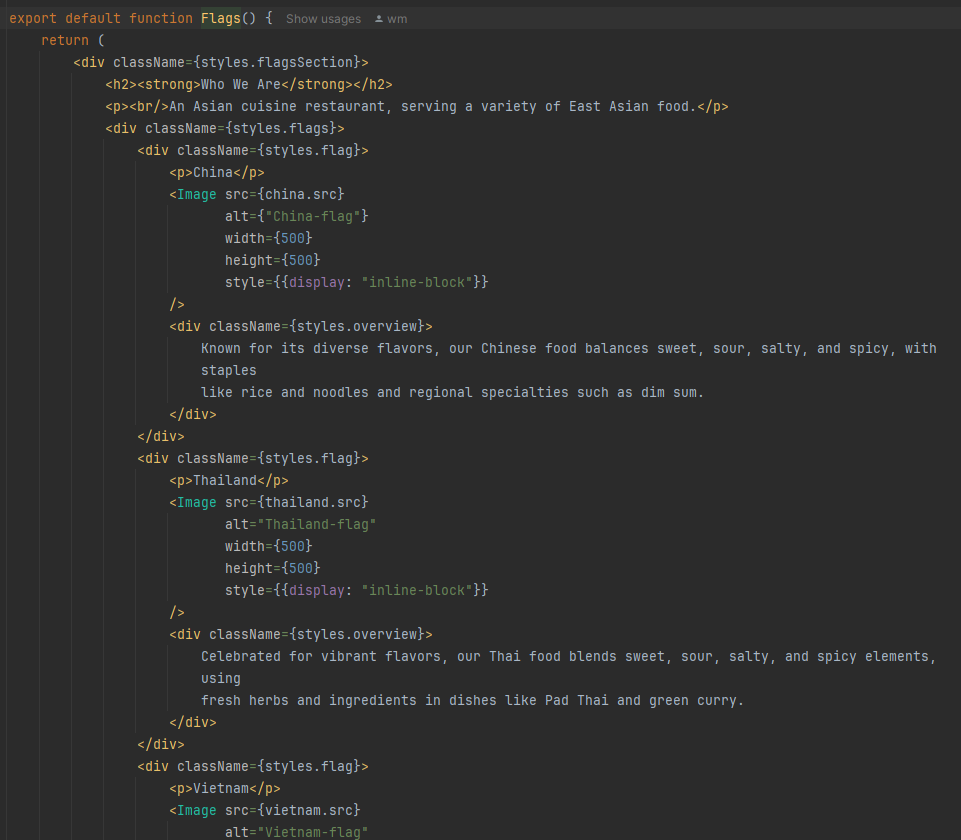 export default function Flags() { Show usages wm
return (
<div className={styles.flagsSection}>
<h2><strong>Who We Are</strong></h2>
<p><br/>An Asian cuisine restaurant, serving a variety of East Asian food.</p>
<div className={styles.flags}>
<div className={styles.flag}>
<p>China</p>
<Image src={china.src}
alt={"China-flag"}
width={500}
height={500}
style={{display: "inline-block"}}
/>
<div className={styles.overview}>
Known for its diverse flavors, our Chinese food balances sweet, sour, salty, and spicy, with
staples
like rice and noodles and regional specialties such as dim sum.
</div>
</div>
<div className={styles.flag}>
<p>Thailand</p>
<Image src={thailand.src}
alt="Thailand-flag"
width={500}
height={500}
style={{display: "inline-block"}}
/>
<div className={styles.overview}>
Celebrated for vibrant flavors, our Thai food blends sweet, sour, salty, and spicy elements,
using
fresh herbs and ingredients in dishes like Pad Thai and green curry.
</div>
</div>
<div className={styles.flag}>
<p>Vietnam</p>
<Image src={vietnam.src}
alt="Vietnam-flag"